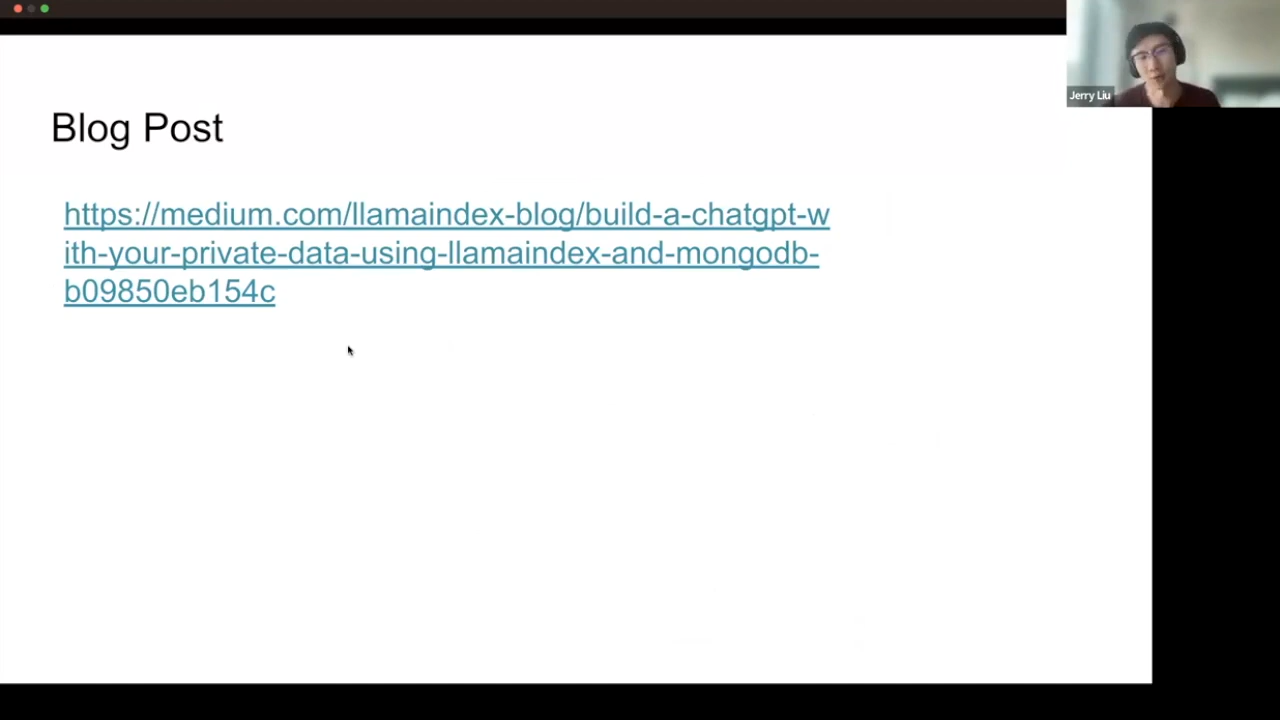 Jerry Liu
Blog Post
https://medium.com/llamaindex-blog/build-a-chatgpt-w
ith-your-private-data-using-llamaindex-and-mongodb-
b09850eb154c